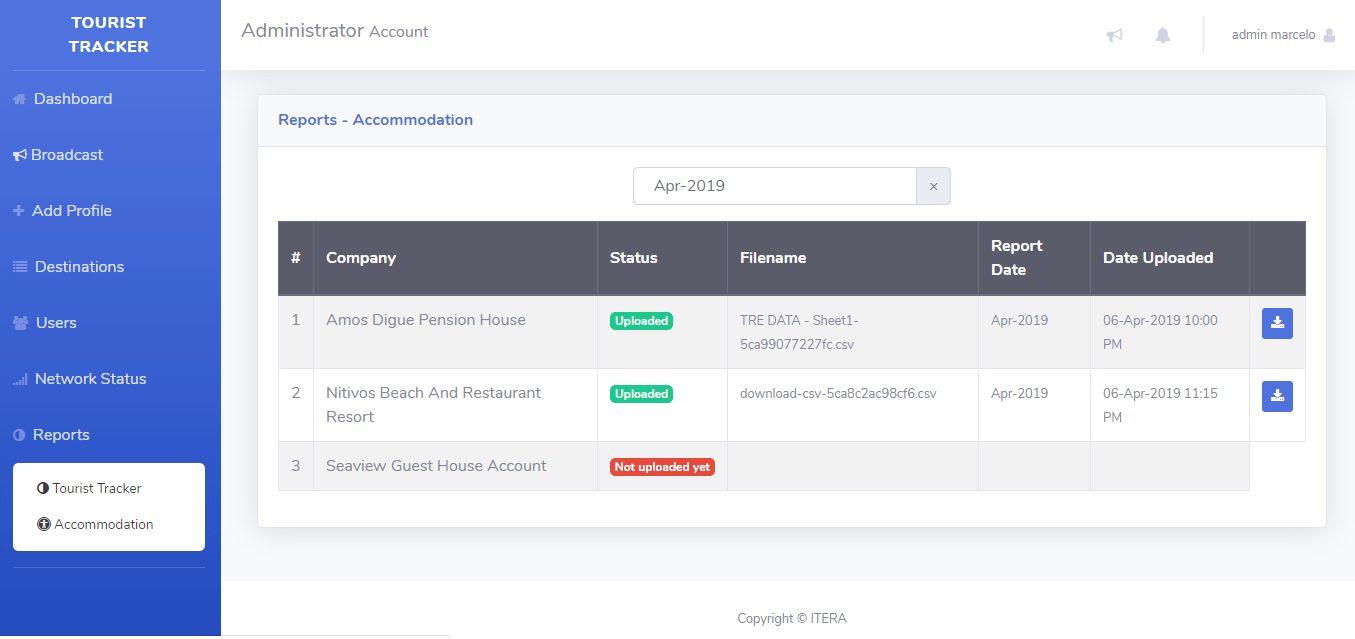 TOURIST
TRACKER
Administrator Account
admin marcelo
Dashboard
Broadcast
Add Profile
Destinations
Users
Network Status
Reports
Tourist Tracker
Accommodation
Reports - Accommodation
Apr-2019 ×
# Company Status Filename Report Date Date Uploaded
1 Amos Digue Pension House Uploaded TRE DATA - Sheet1-
5ca99077227fc.csv Apr-2019 06-Apr-2019 10:00
PM
2 Nitivos Beach And Restaurant
Resort Uploaded download-csv-5ca8c2ac98cf6.csv Apr-2019 06-Apr-2019 11:15
PM
3 Seaview Guest House Account Not uploaded yet
Copyright © ITERA